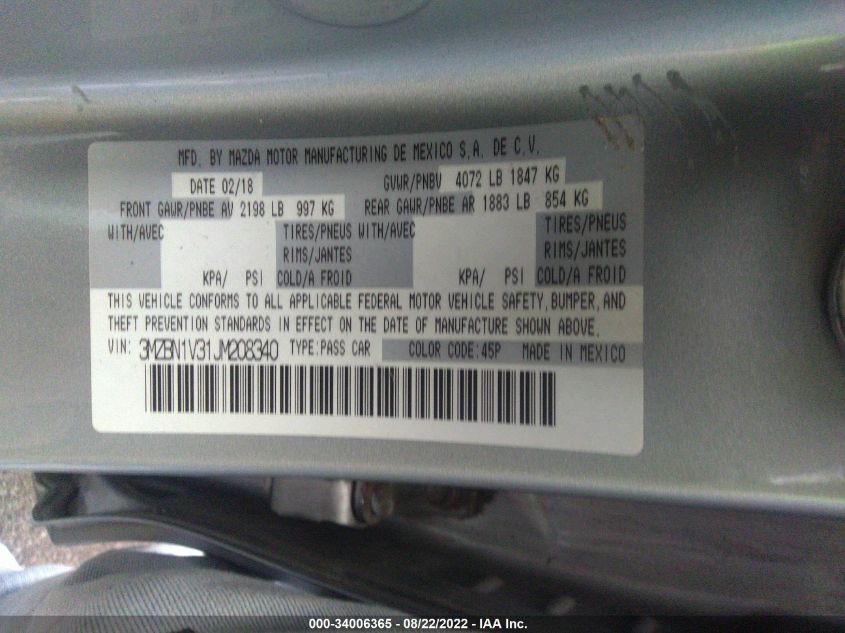 MFD. BY MAZDA MOTOR MANUFACTURING DE MEXICO S.A. DE C.V.
DATE 02/18 GVWR/PNBV 4072 LB 1847 KG
FRONT GAWR/PNBE AV 2198 LB 997 KG REAR GAWR/PNBE AR 1883 LB 854 KG
WITH/AVEC TIRES/PNEUS WITH/AVEC TIRES/PNEUS
RIMS/JANTES RIMS/JANTES
KPA/ PSI COLD/A FROID KPA/ PSI COLD/A FROID
THIS VEHICLE CONFORMS TO ALL APPLICABLE FEDERAL MOTOR VEHICLE SAFETY, BUMPER, AND
THEFT PREVENTION STANDARDS IN EFFECT ON THE DATE OF MANUFACTURE SHOWN ABOVE.
VIN: 3MZBN1V31JM208340 TYPE:PASS CAR COLOR CODE:45P MADE IN MEXICO
000-34006365 - 08/22/2022 - IAA Inc.